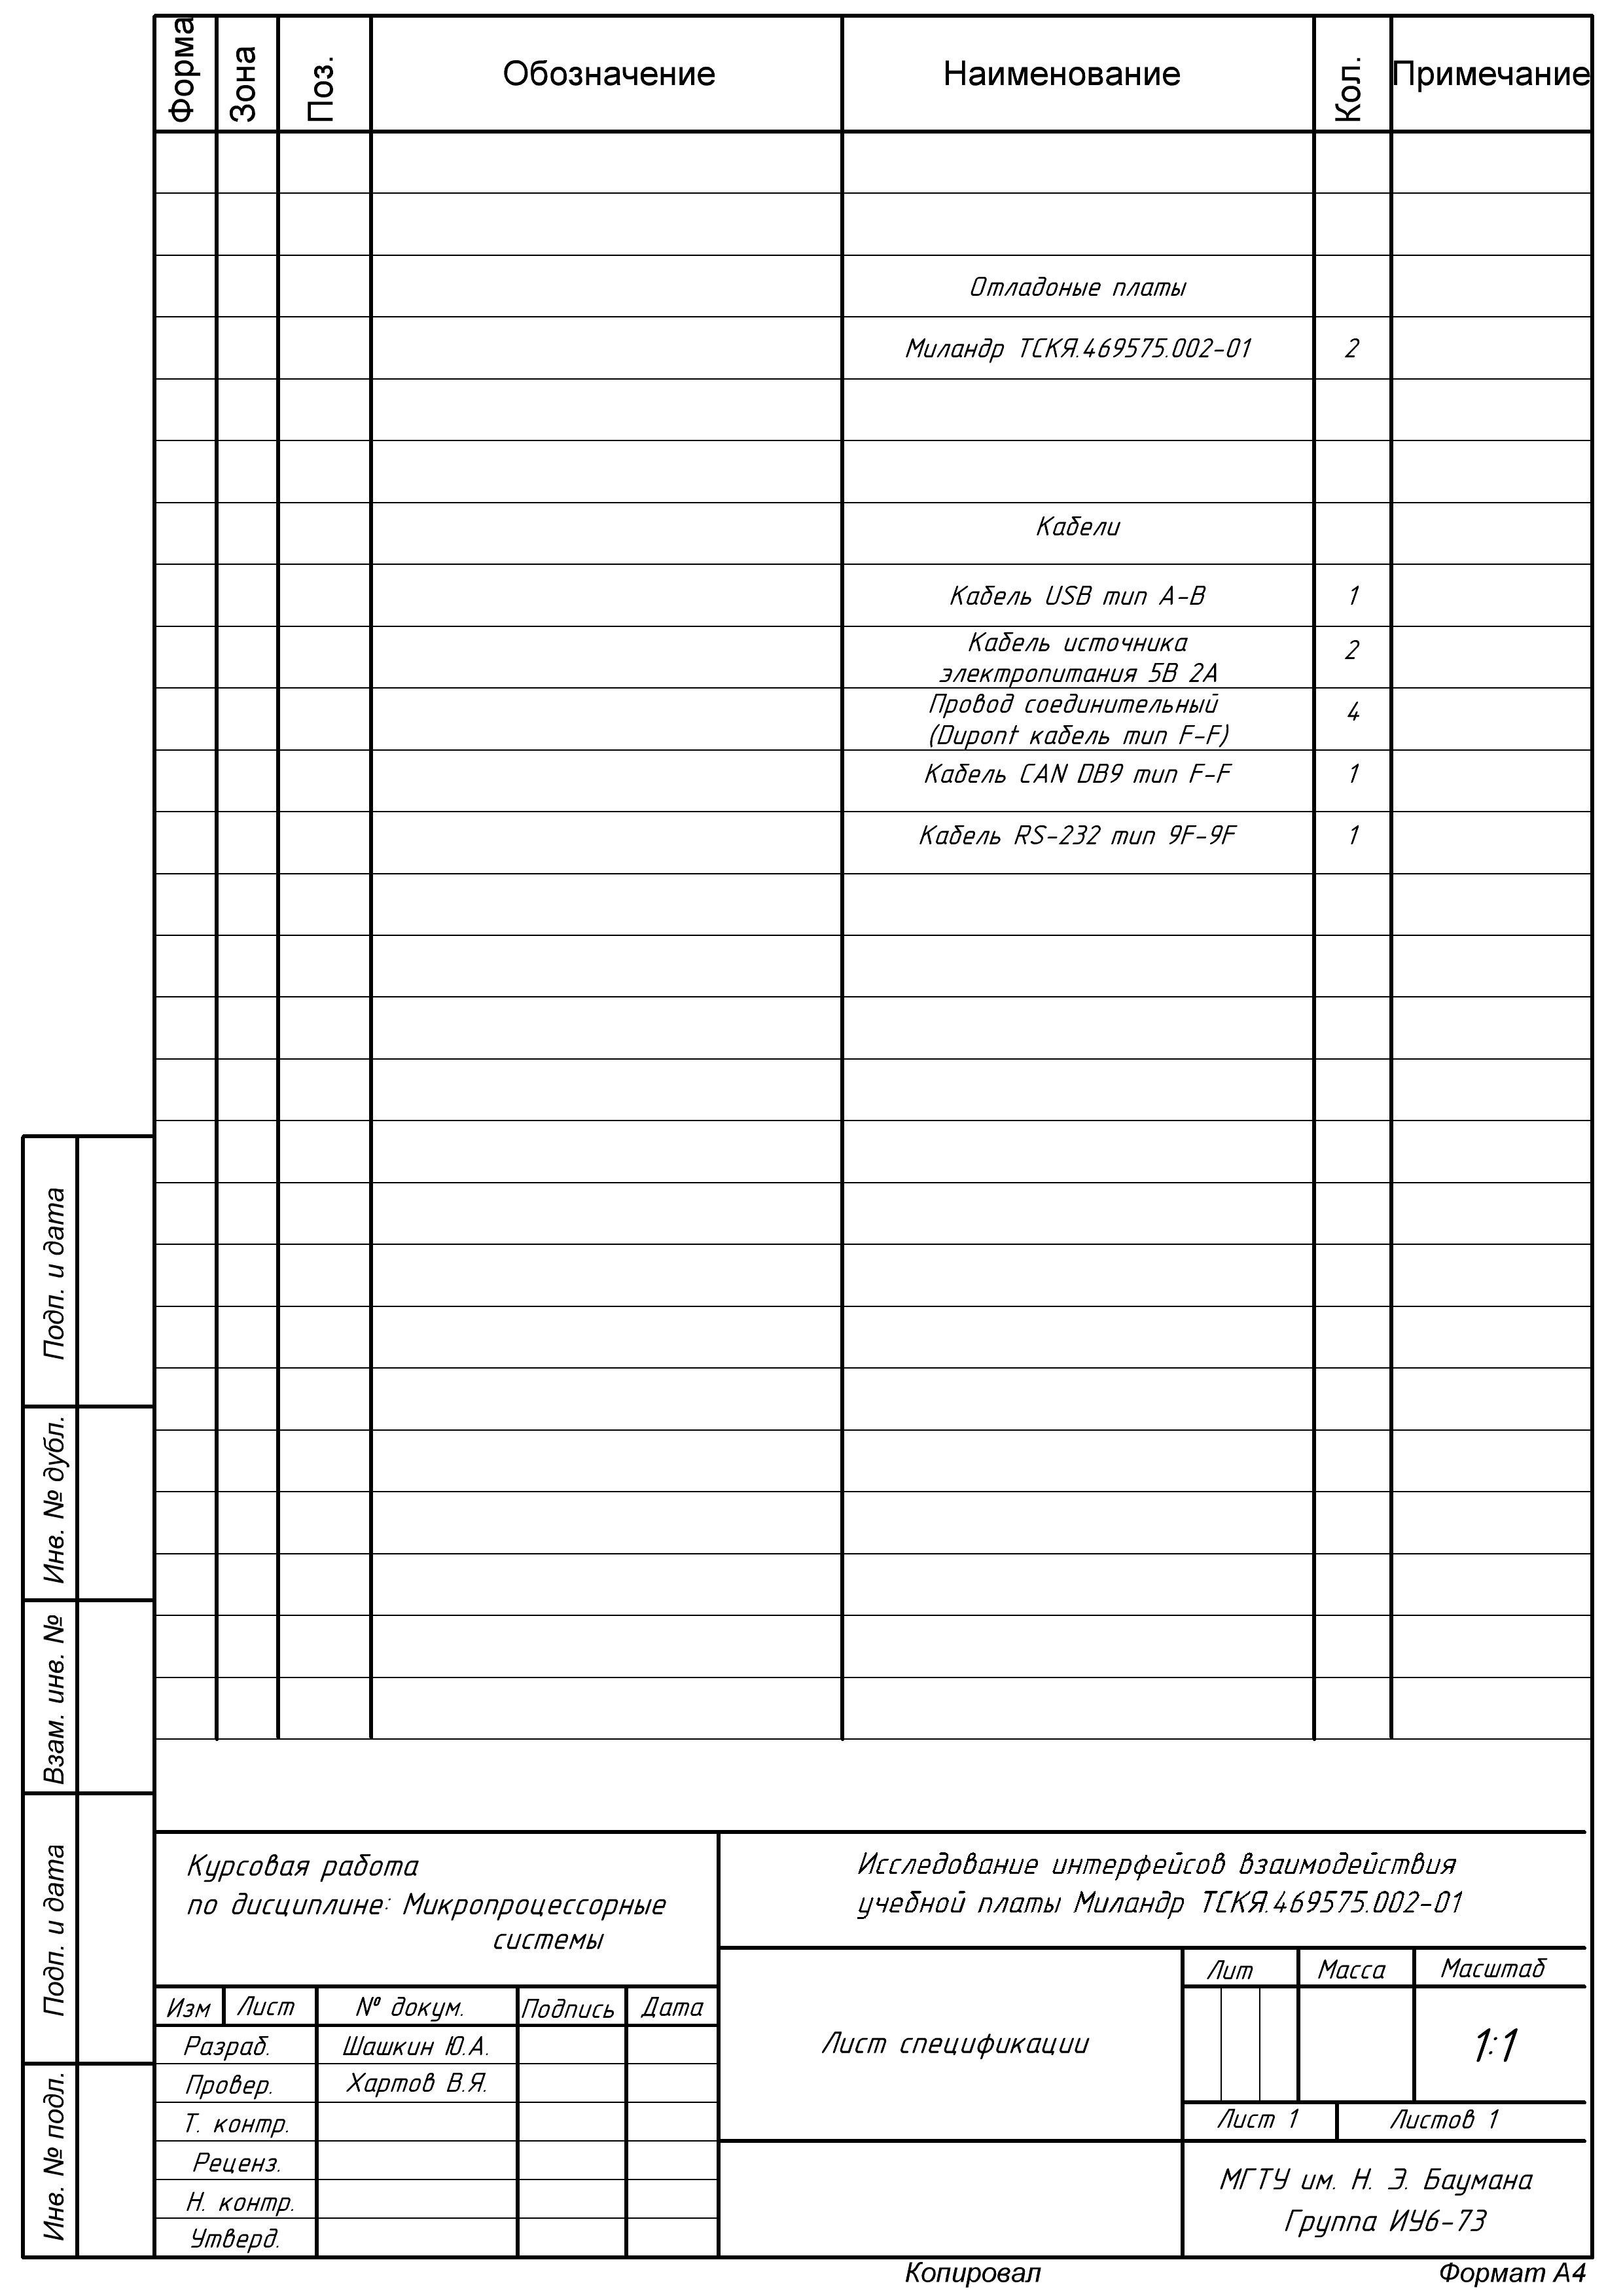 Форма Зона Поз. Обозначение Наименование Кол. Примечание
Отладоные платы
Миландр ТСКЯ.469575.002-01 2
Кабели
Кабель USB тип A-B 1
Кабель источника
электропитания 5В 2А 2
Провод соединительный
(Dupont кабель тип F-F) 4
Кабель CAN DB9 тип F-F 1
Кабель RS-232 тип 9F-9F 1
Подп. и дата
Инв. № дубл.
Взам. инв. №
Подп. и дата
Инв. № подл.
Курсовая работа
по дисциплине: Микропроцессорные
системы
Исследование интерфейсов взаимодействия
учебной платы Миландр ТСКЯ.469575.002-01
Изм Лист № докум. Подпись Дата
Разраб. Шашкин Ю.А.
Провер. Хартов В.Я.
Т. контр.
Реценз.
Н. контр.
Утверд.
Лист спецификации
Лит Масса Масштаб
1:1
Лист 1 Листов 1
МГТУ им. Н. Э. Баумана
Группа ИУ6-73
Копировал Формат А4